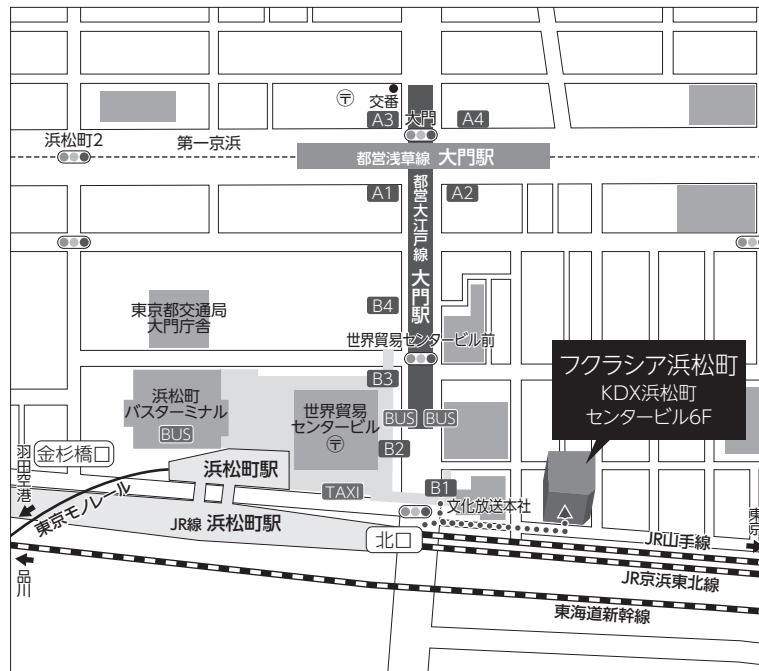 〒
交番
A3
大門
A4
浜松町2
第一京浜
都営浅草線 大門駅
A1
都営大江戸線 大門駅
A2
B4
東京都交通局
大門庁舎
世界貿易センタービル前
フクラシア浜松町
KDX浜松町
センタービル6F
B3
浜松町
バスターミナル
BUS
世界貿易
センタービル
〒
BUS
BUS
B2
金杉橋口
羽田空港
浜松町駅
TAXI
B1
文化放送本社
東京モノレール
JR線 浜松町駅
北口
JR山手線
東京
品川
JR京浜東北線
東海道新幹線